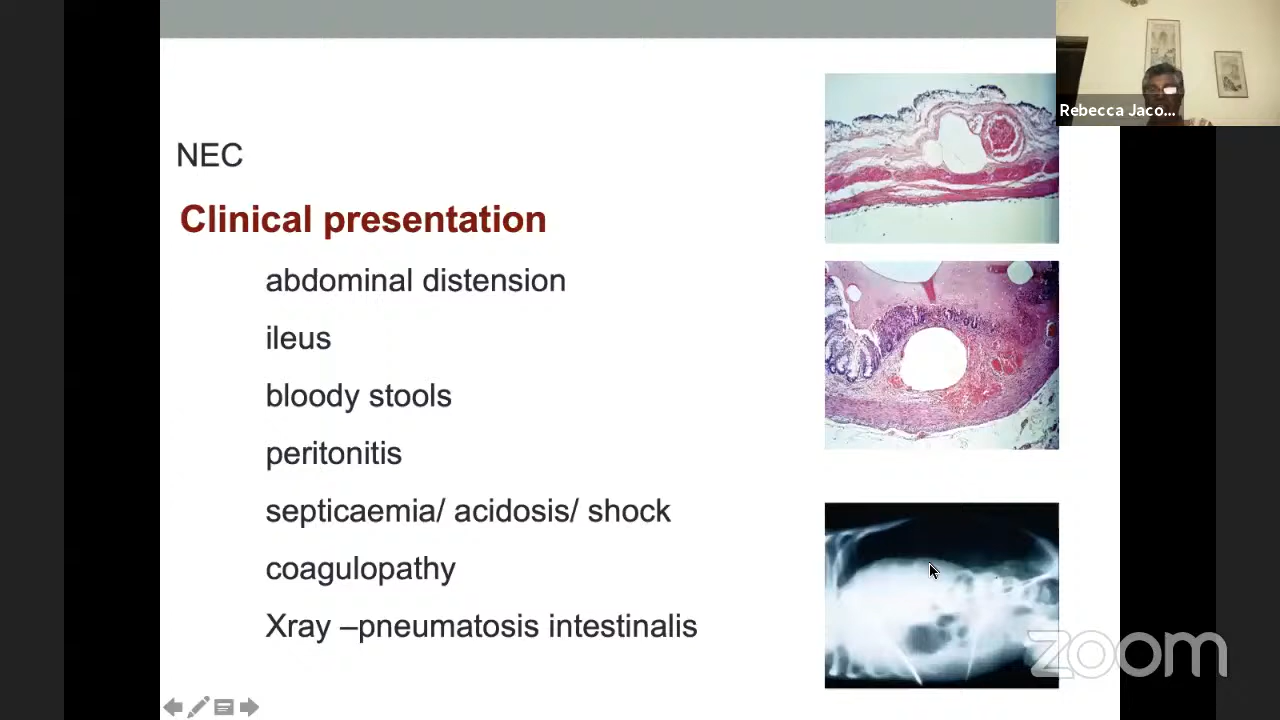 NEC
Clinical presentation
abdominal distension
ileus
bloody stools
peritonitis
septicaemia/ acidosis/ shock
coagulopathy
Xray –pneumatosis intestinalis
Rebecca Jaco...
zoom